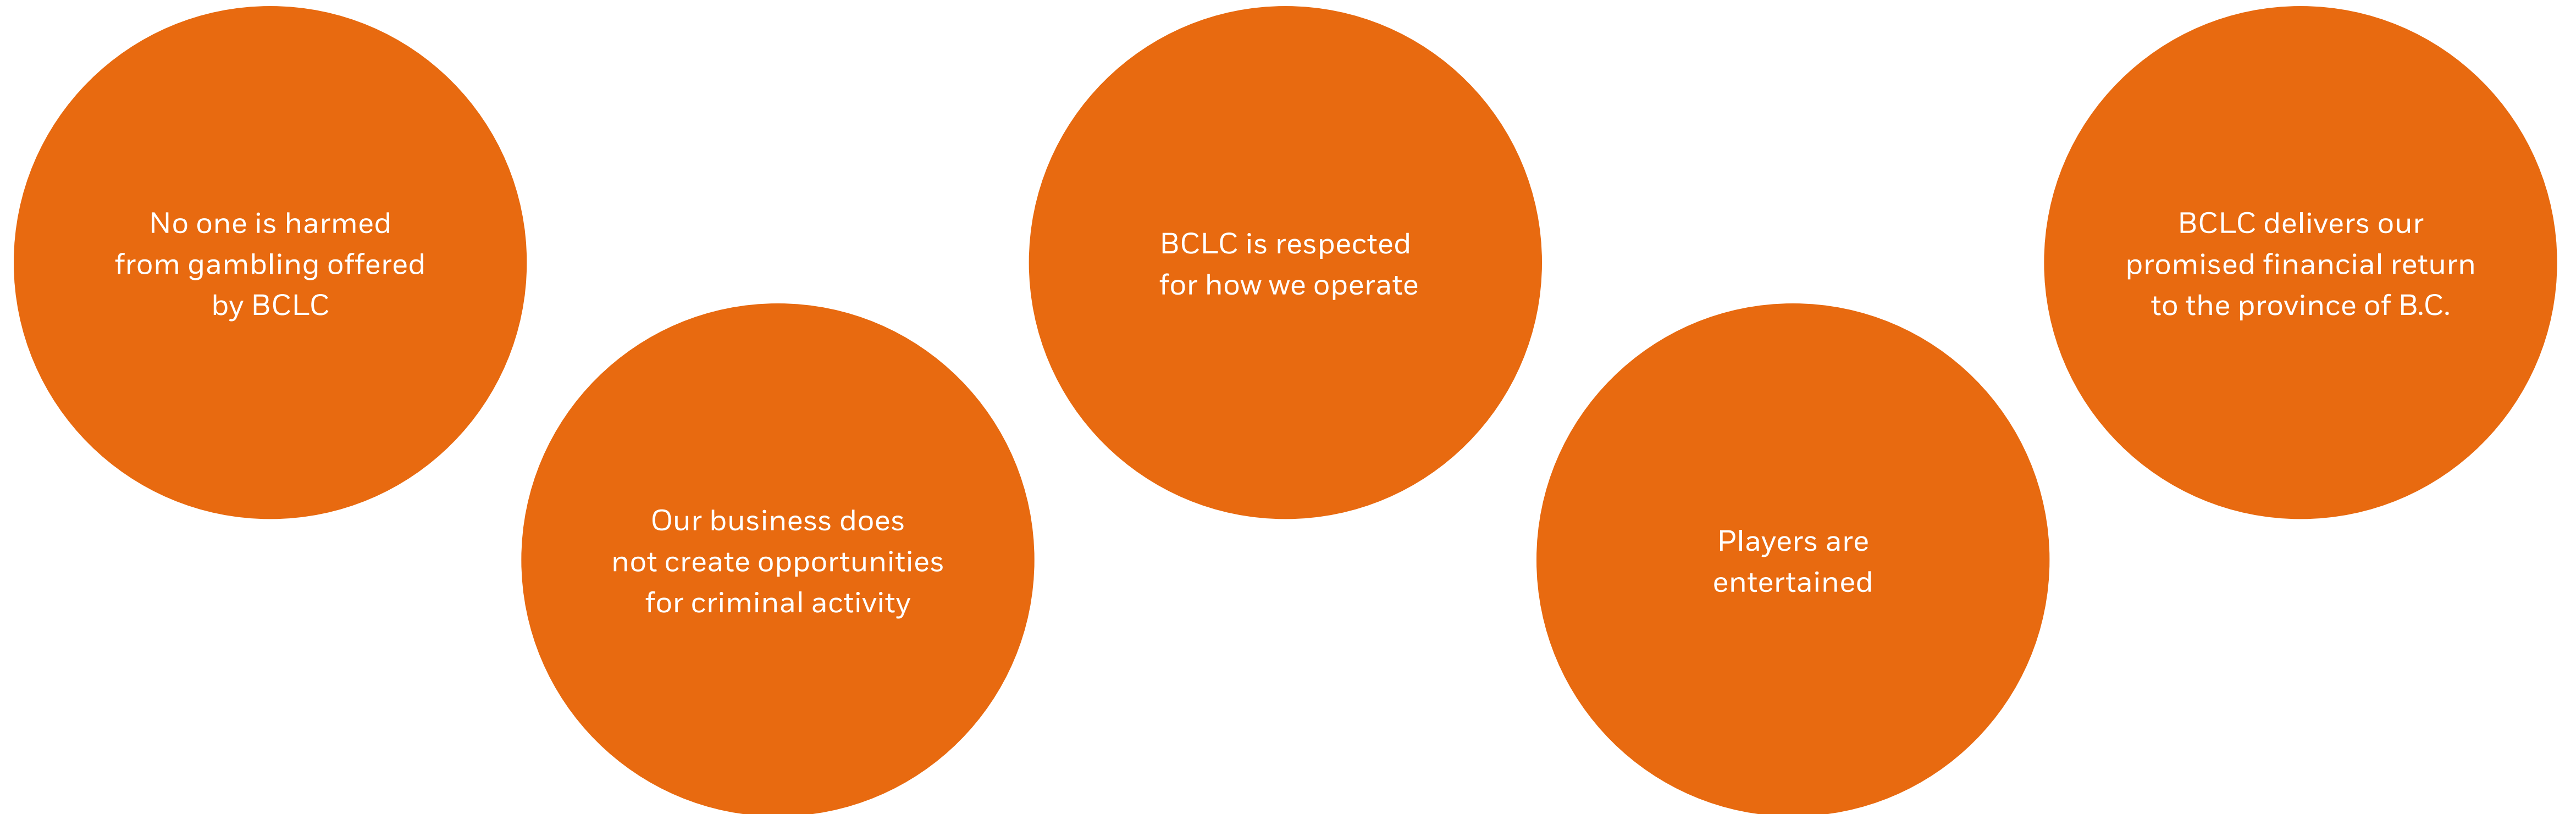 No one is harmed
from gambling offered
by BCLC
Our business does
not create opportunities
for criminal activity
BCLC is respected
for how we operate
Players are
entertained
BCLC delivers our
promised financial return
to the province of B.C.